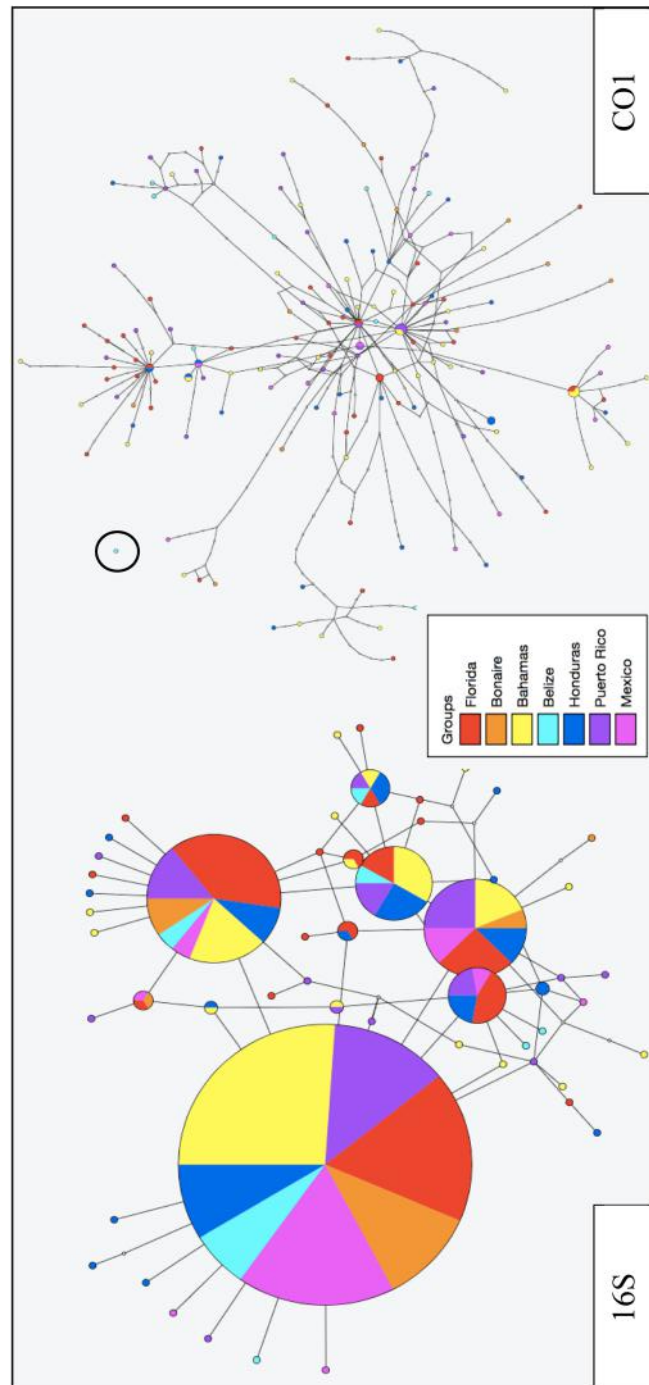 16S
Groups
Florida
Bonaire
Bahamas
Belize
Honduras
Puerto Rico
Mexico
CO1